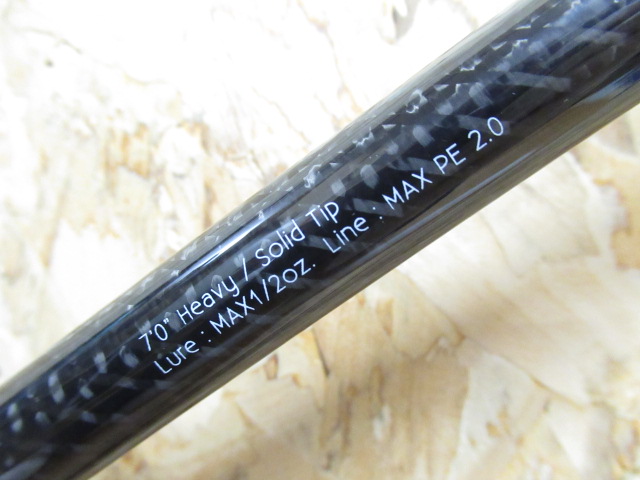 7'0" Heavy / Solid Tip
Lure : MAX1/2oz. Line : MAX PE 2.0